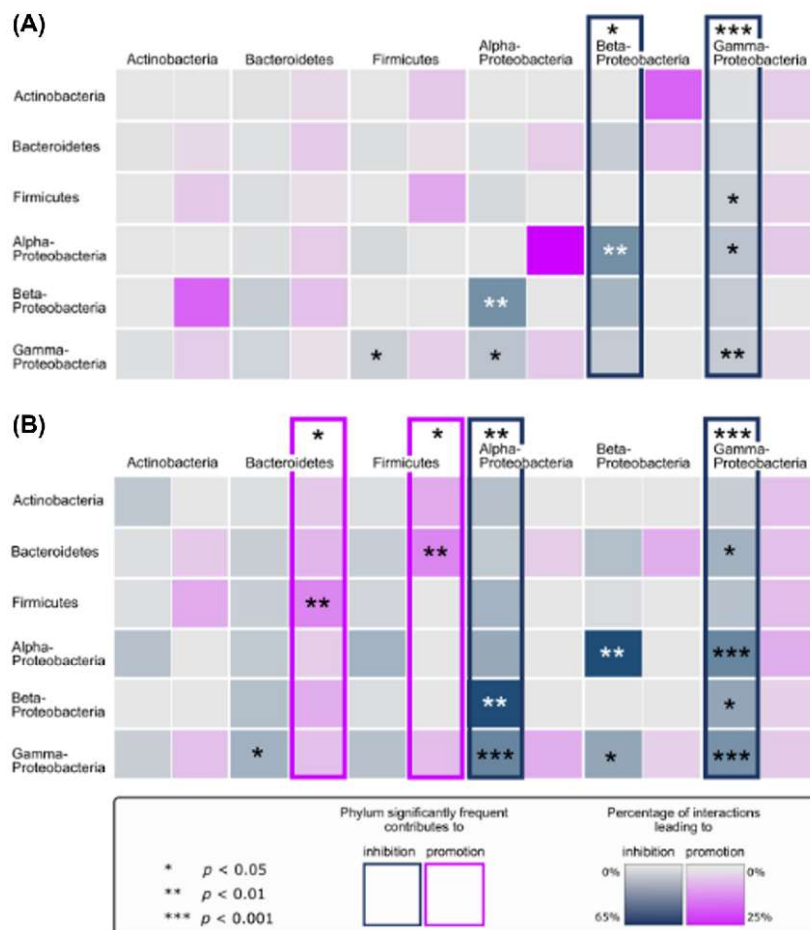 (A)
* ***
Actinobacteria Bacteroidetes Firmicutes Alpha-Proteobacteria Beta-Proteobacteria Gamma-Proteobacteria
Actinobacteria
Bacteroidetes
Firmicutes *
Alpha-Proteobacteria ** *
Beta-Proteobacteria **
Gamma-Proteobacteria * * **
(B)
* * ** ***
Actinobacteria Bacteroidetes Firmicutes Alpha-Proteobacteria Beta-Proteobacteria Gamma-Proteobacteria
Actinobacteria
Bacteroidetes ** *
Firmicutes **
Alpha-Proteobacteria ** ***
Beta-Proteobacteria ** *
Gamma-Proteobacteria * *** * ***
Phylum significantly frequent
contributes to
inhibition promotion
Percentage of interactions
leading to
inhibition promotion
* p < 0.05
** p < 0.01
*** p < 0.001
0% 0%
65% 25%